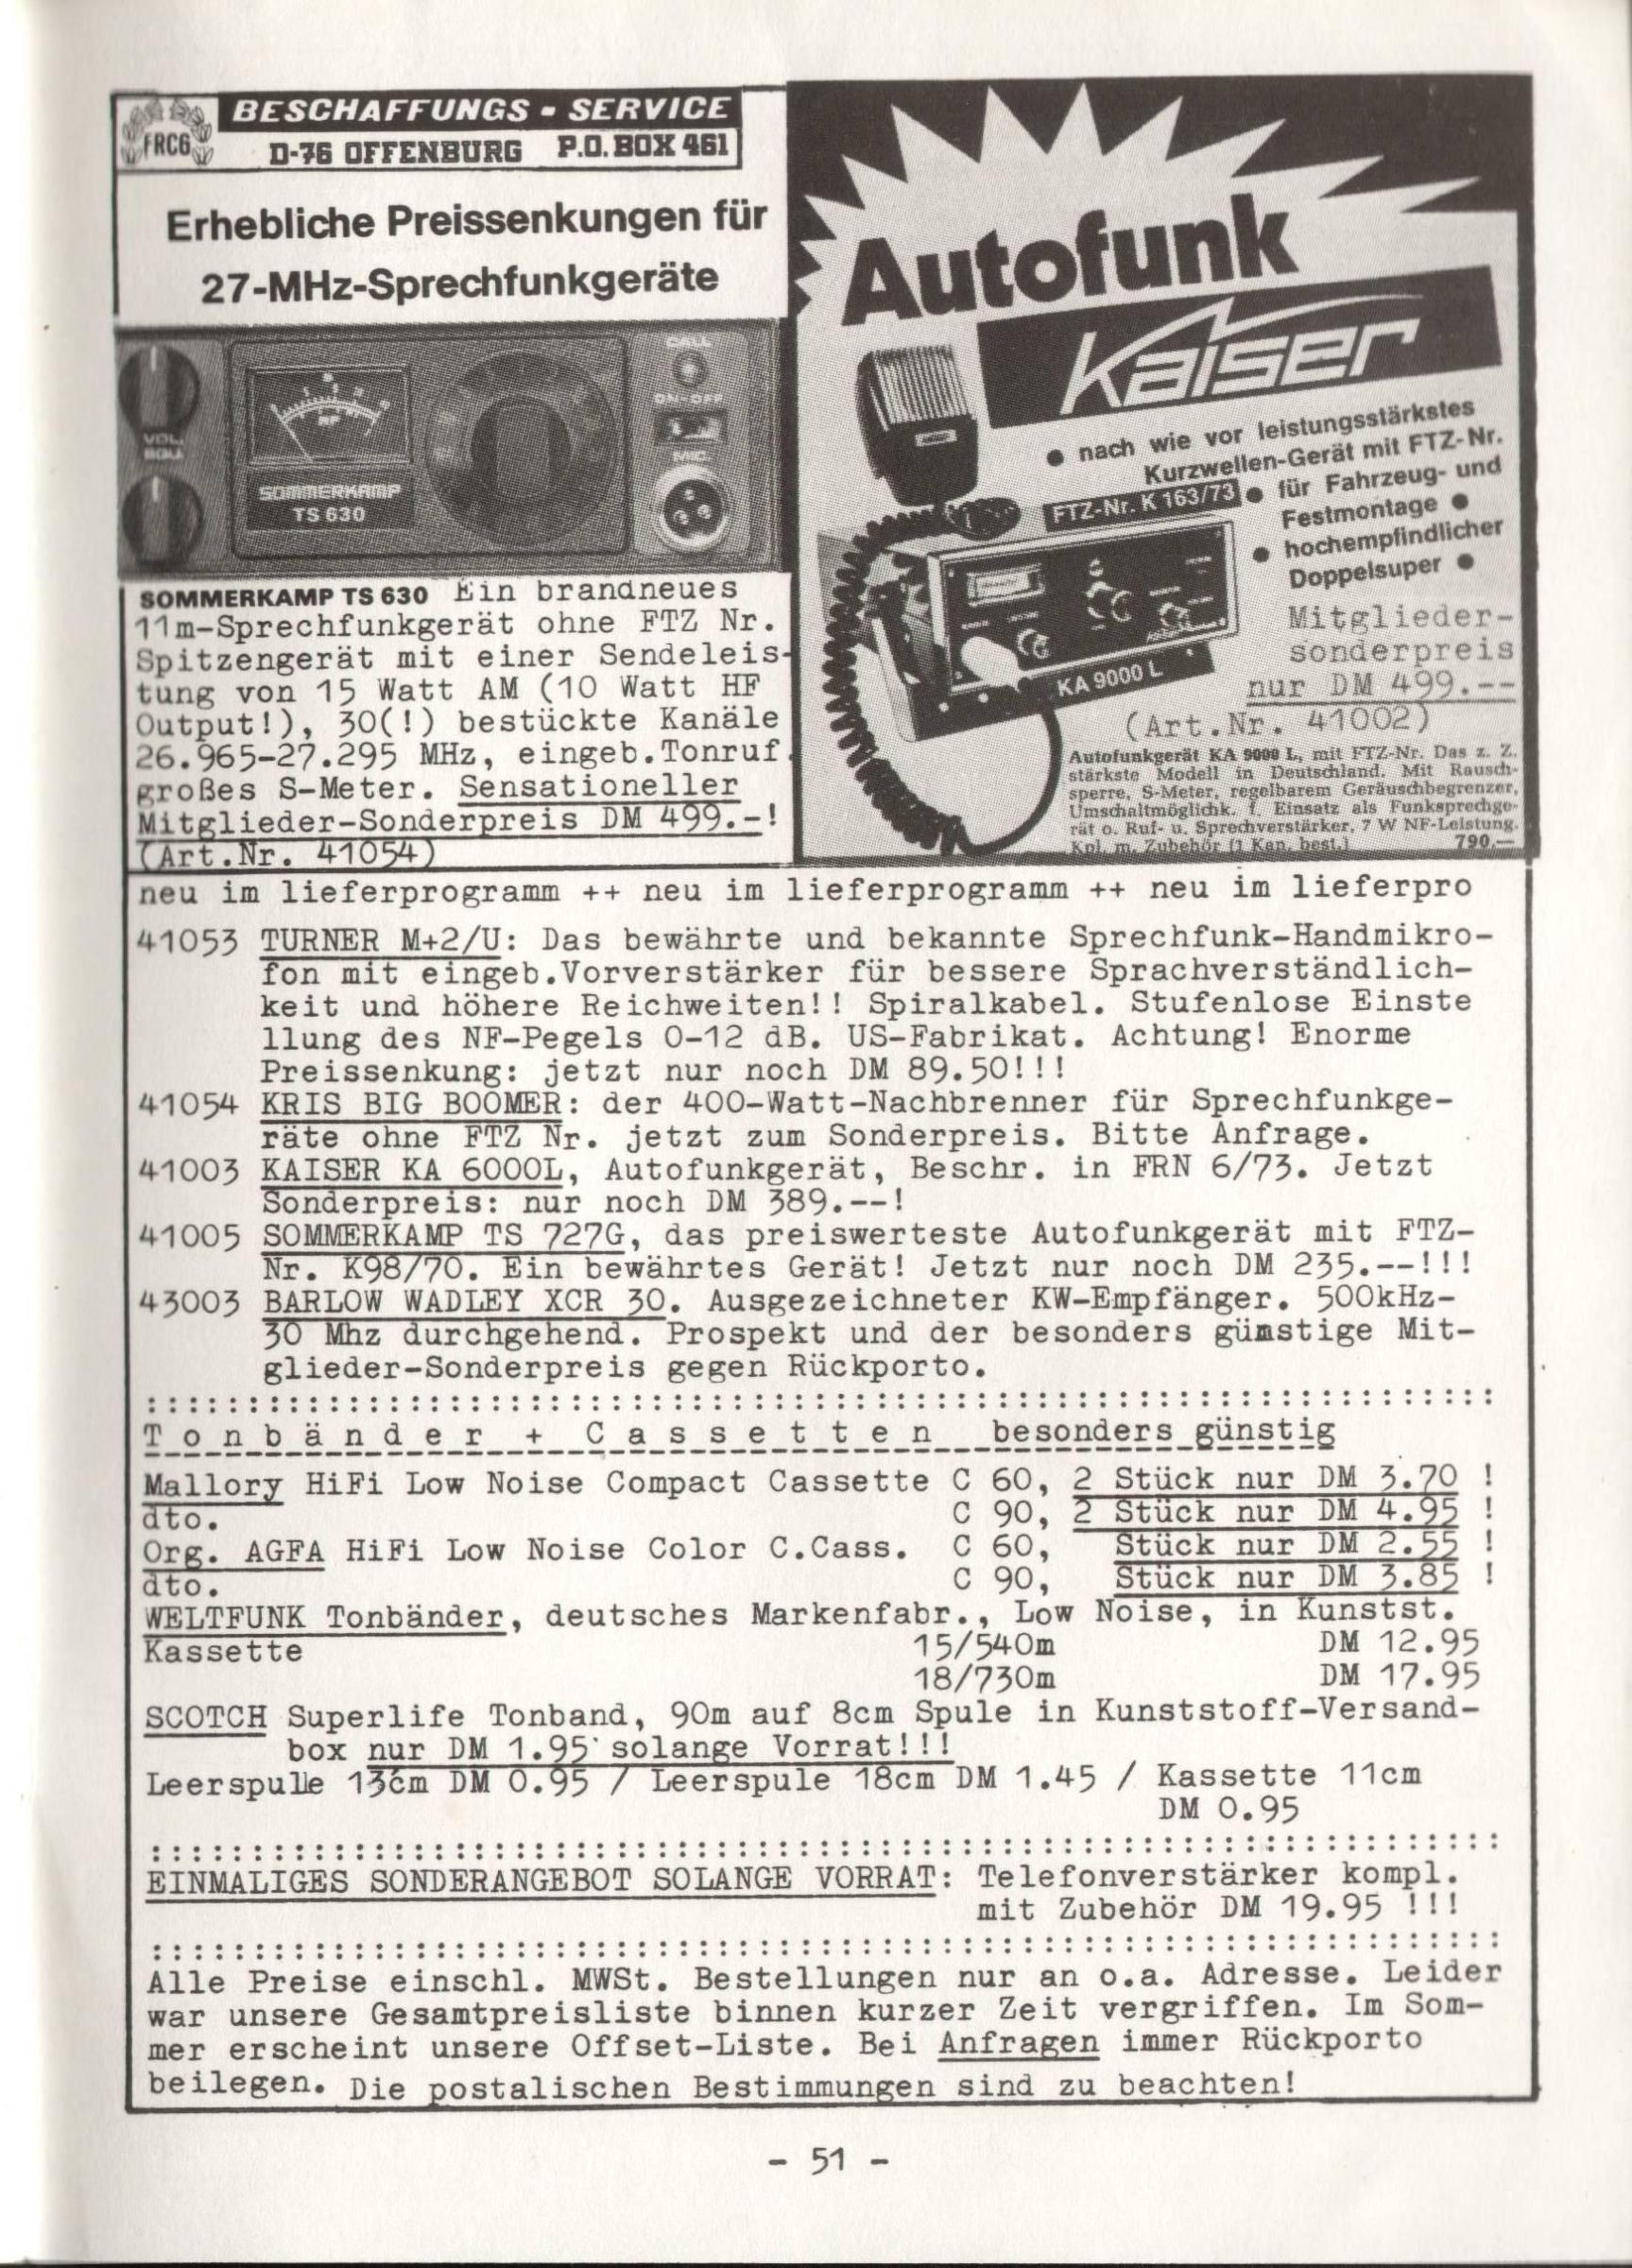 FRCG
BESCHAFFUNGS - SERVICE
D-76 OFFENBURG P.O. BOX 461
Erhebliche Preissenkungen für
27-MHz-Sprechfunkgeräte
VOL.
CALL
ON-OFF
MIC.
SOMMERKAMP
TS 630
SOMMERKAMP TS 630 Ein brandneues
11m-Sprechfunkgerät ohne FTZ Nr.
Spitzengerät mit einer Sendeleis-
tung von 15 Watt AM (10 Watt HF
Output!), 30(!) bestückte Kanäle
26.965-27.295 MHz, eingeb.Tonruf.
großes S-Meter. Sensationeller
Mitglieder-Sonderpreis DM 499.-!
(Art.Nr. 41054)
Autofunk
Kaiser
● nach wie vor leistungsstärkstes
Kurzwellen-Gerät mit FTZ-Nr.
FTZ-Nr. K 163/73 ● für Fahrzeug- und
Festmontage ●
● hochempfindlicher
Doppelsuper ●
KA 9000 L
Mitglieder-
sonderpreis
nur DM 499.--
(Art.Nr. 41002)
Autofunkgerät KA 9000 L, mit FTZ-Nr. Das z. Z.
stärkste Modell in Deutschland. Mit Rausch-
sperre, S-Meter, regelbarem Geräuschbegrenzer,
Umschaltmöglichk. f. Einsatz als Funksprechge-
rät o. Ruf- u. Sprechverstärker, 7 W NF-Leistung.
Kpl. m. Zubehör (1 Kan. best.) 790.—
neu im lieferprogramm ++ neu im lieferprogramm ++ neu im lieferpro
41053 TURNER M+2/U: Das bewährte und bekannte Sprechfunk-Handmikro-
fon mit eingeb.Vorverstärker für bessere Sprachverständlich-
keit und höhere Reichweiten!! Spiralkabel. Stufenlose Einste
llung des NF-Pegels 0-12 dB. US-Fabrikat. Achtung! Enorme
Preissenkung: jetzt nur noch DM 89.50!!!
41054 KRIS BIG BOOMER: der 400-Watt-Nachbrenner für Sprechfunkge-
räte ohne FTZ Nr. jetzt zum Sonderpreis. Bitte Anfrage.
41003 KAISER KA 6000L, Autofunkgerät, Beschr. in FRN 6/73. Jetzt
Sonderpreis: nur noch DM 389.--!
41005 SOMMERKAMP TS 727G, das preiswerteste Autofunkgerät mit FTZ-
Nr. K98/70. Ein bewährtes Gerät! Jetzt nur noch DM 235.--!!!
43003 BARLOW WADLEY XCR 30. Ausgezeichneter KW-Empfänger. 500kHz-
30 Mhz durchgehend. Prospekt und der besonders günstige Mit-
glieder-Sonderpreis gegen Rückporto.
Tonbänder + Cassetten besonders günstig
Mallory HiFi Low Noise Compact Cassette C 60, 2 Stück nur DM 3.70 !
dto. C 90, 2 Stück nur DM 4.95 !
Org. AGFA HiFi Low Noise Color C.Cass. C 60, Stück nur DM 2.55 !
dto. C 90, Stück nur DM 3.85 !
WELTFUNK Tonbänder, deutsches Markenfabr., Low Noise, in Kunstst.
Kassette 15/540m DM 12.95
18/730m DM 17.95
SCOTCH Superlife Tonband, 90m auf 8cm Spule in Kunststoff-Versand-
box nur DM 1.95 solange Vorrat!!!
Leerspulle 13cm DM 0.95 / Leerspule 18cm DM 1.45 / Kassette 11cm
DM 0.95
EINMALIGES SONDERANGEBOT SOLANGE VORRAT: Telefonverstärker kompl.
mit Zubehör DM 19.95 !!!
Alle Preise einschl. MWSt. Bestellungen nur an o.a. Adresse. Leider
war unsere Gesamtpreisliste binnen kurzer Zeit vergriffen. Im Som-
mer erscheint unsere Offset-Liste. Bei Anfragen immer Rückporto
beilegen. Die postalischen Bestimmungen sind zu beachten!
- 51 -